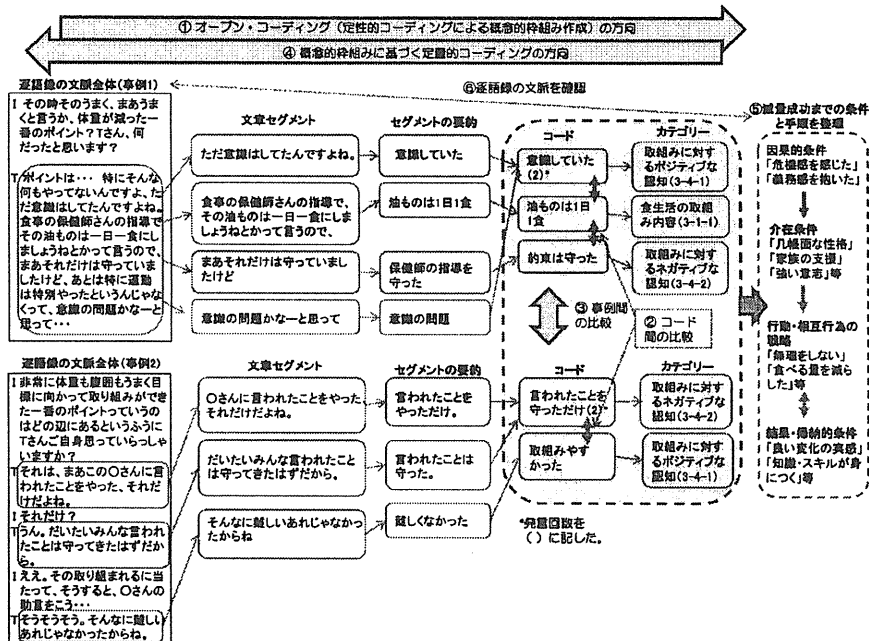 ① オープン・コーディング（定性的コーディングによる概念的枠組み作成）の方向
④ 概念的枠組みに基づく定量的コーディングの方向
逐語録の文脈全体(事例1)
I その時そのうまく、まあうま
くと言うか、体重が減った一
番のポイント？Tさん、何
だったと思います？
T ポイントは・・・ 特にそんな
何もやってないんですよ、た
だ意識はしてたんですよね。
食事の保健師さんの指導で
その油ものは一日一食にし
ましょうねとかって言うので、
まあそれだけは守っていま
したけど、あとは特に運動
は特別やったというんじゃな
くって、意識の問題かなーと
思って・・・
文章セグメント
ただ意識はしてたんですよね。
食事の保健師さんの指導で、
その油ものは一日一食にしま
しょうねとかって言うので、
まあそれだけは守っていまし
たけど
意識の問題かなーと思って
セグメントの要約
意識していた
油ものは1日1食
保健師の指導を
守った
意識の問題
⑥逐語録の文脈を確認
コード
意識していた
(2)*
油ものは1日
1食
約束は守った
カテゴリー
取組みに対す
るポジティブな
認知(3-4-1)
食生活の取組
み内容(3-1-1)
取組みに対す
るネガティブな
認知(3-4-2)
③ 事例間
の比較
② コード
間の比較
⑤減量成功までの条件
と手順を整理
因果的条件
「危機感を感じた」
「義務感を抱いた」
介在条件
「几帳面な性格」
「家族の支援」
「強い意志」等
行動・相互行為の
戦略
「無理をしない」
「食べる量を減ら
した」等
結果・帰納的条件
「良い変化の実感」
「知識・スキルが身
につく」等
逐語録の文脈全体(事例2)
I 非常に体重も腹囲もうまく目
標に向かって取り組みができ
た一番のポイントっていうの
はどの辺にあるというふうに
Tさんご自身思っていらっしゃ
いますか？
T それは、まあこの〇さんに言
われたことをやった、それだ
けだよね。
I それだけ？
T うん。だいたいみんな言われ
たことは守ってきたはずだか
ら。
I ええ。その取り組まれるに当
たって、そうすると、〇さんの
助言をこう・・・
T そうそうそう。そんなに難しい
あれじゃなかったからね。
文章セグメント
〇さんに言われたことをやった
それだけだよね。
だいたいみんな言われたこと
は守ってきたはずだから。
そんなに難しいあれじゃなかっ
たからね
セグメントの要約
言われたことを
やっただけ。
言われたことは
守った。
難しくなかった
コード
言われたことを
守っただけ(2)*
取組みやす
かった
カテゴリー
取組みに対す
るネガティブな
認知(3-4-2)
取組みに対す
るポジティブな
認知(3-4-1)
*発言回数を
( ) に記した。